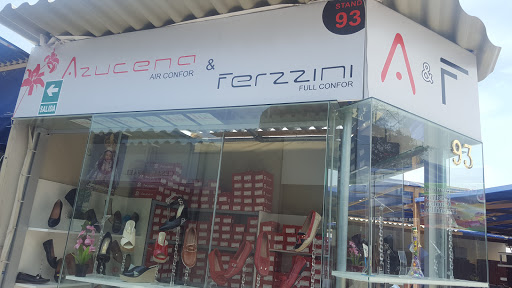 STAND
93
Azucena
AIR CONFOR
&
Ferzzini
FULL CONFOR
A & F
SALIDA
93